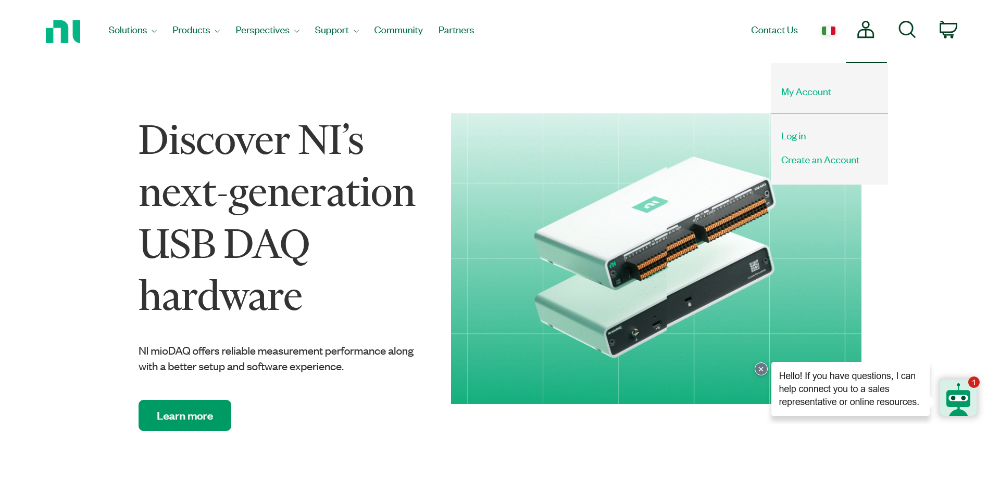 Solutions
Products
Perspectives
Support
Community
Partners
Contact Us
My Account
Log in
Create an Account
Discover NI’s
next-generation
USB DAQ
hardware
NI mioDAQ offers reliable measurement performance along
with a better setup and software experience.
Learn more
NI mioDAQ
Hello! If you have questions, I can
help connect you to a sales
representative or online resources.
1